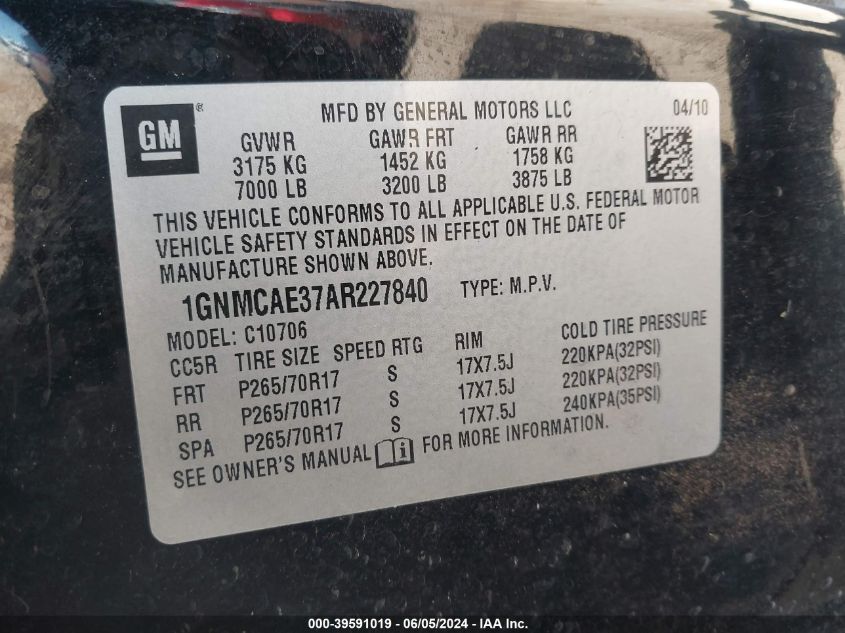 GM ®
MFD BY GENERAL MOTORS LLC 04/10
GVWR GAWR FRT GAWR RR
3175 KG 1452 KG 1758 KG
7000 LB 3200 LB 3875 LB
THIS VEHICLE CONFORMS TO ALL APPLICABLE U.S. FEDERAL MOTOR
VEHICLE SAFETY STANDARDS IN EFFECT ON THE DATE OF
MANUFACTURE SHOWN ABOVE.
1GNMCAE37AR227840 TYPE: M.P.V.
MODEL: C10706
CC5R TIRE SIZE SPEED RTG RIM COLD TIRE PRESSURE
FRT P265/70R17 S 17X7.5J 220KPA(32PSI)
RR P265/70R17 S 17X7.5J 220KPA(32PSI)
SPA P265/70R17 S 17X7.5J 240KPA(35PSI)
SEE OWNER'S MANUAL i FOR MORE INFORMATION.
000-39591019 - 06/05/2024 - IAA Inc.